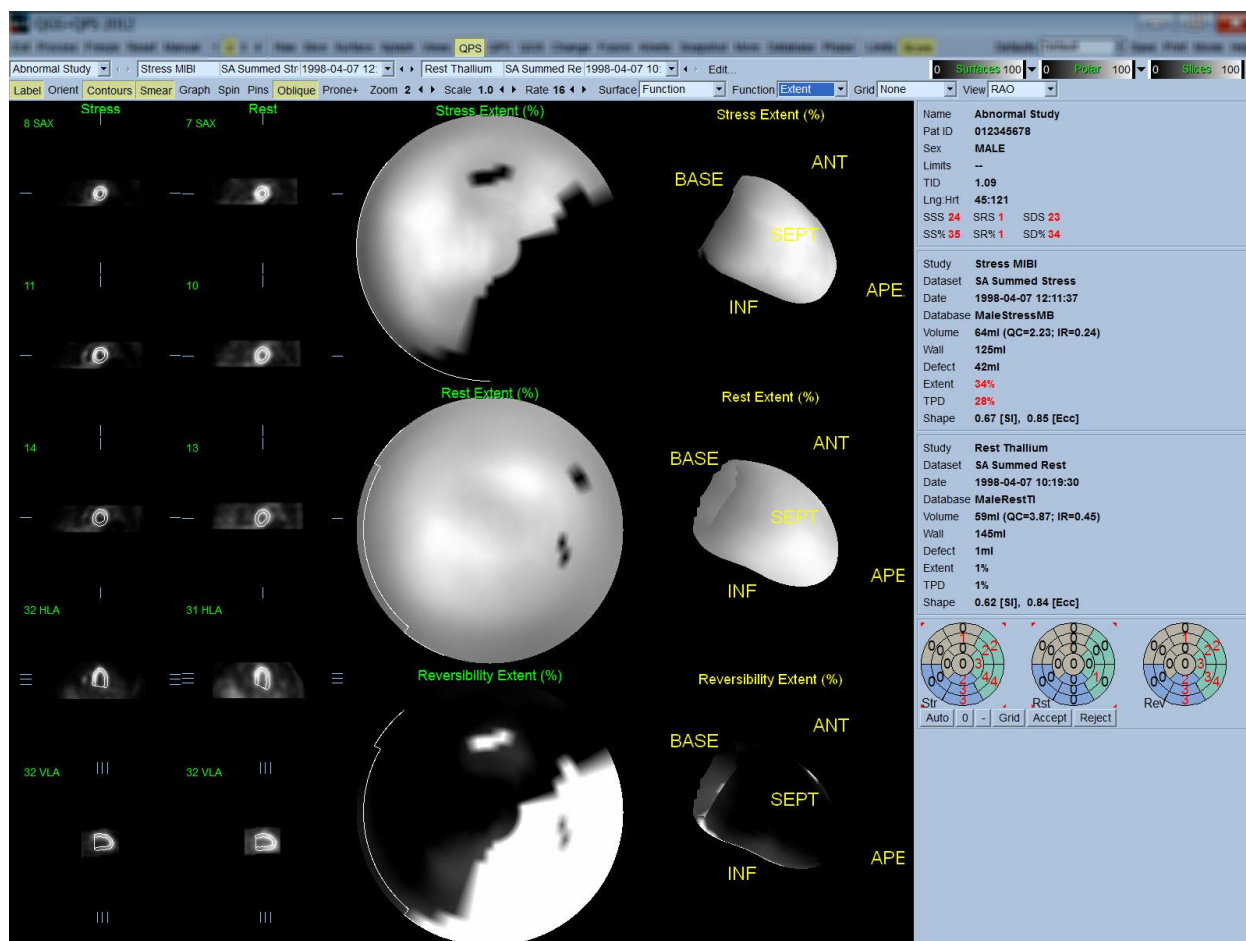 QGS+QPS 2012
QPS
Abnormal Study Stress MIBI SA Summed Str 1998-04-07 12: Rest Thallium SA Summed Re 1998-04-07 10: Edit...
0 Surfaces 100 0 Polar 100 0 Slices 100
Label Orient Contours Smear Graph Spin Pins Oblique Prone+ Zoom 2 Scale 1.0 Rate 16 Surface Function Function Extent Grid None View RAO
Stress Rest
8 SAX 7 SAX
11 10
14 13
32 HLA 31 HLA
32 VLA 32 VLA
Stress Extent (%)
Rest Extent (%)
Reversibility Extent (%)
Stress Extent (%)
ANT
BASE
SEPT
APE.
INF
Rest Extent (%)
ANT
BASE
SEPT
APE
INF
Reversibility Extent (%)
ANT
BASE
SEPT
APE
INF
Name Abnormal Study
Pat ID 012345678
Sex MALE
Limits --
TID 1.09
Lng:Hrt 45:121
SSS 24 SRS 1 SDS 23
SS% 35 SR% 1 SD% 34
Study Stress MIBI
Dataset SA Summed Stress
Date 1998-04-07 12:11:37
Database MaleStressMB
Volume 64ml (QC=2.23; IR=0.24)
Wall 125ml
Defect 42ml
Extent 34%
TPD 28%
Shape 0.67 [SI], 0.85 [Ecc]
Study Rest Thallium
Dataset SA Summed Rest
Date 1998-04-07 10:19:30
Database MaleRestTl
Volume 59ml (QC=3.87; IR=0.45)
Wall 145ml
Defect 1ml
Extent 1%
TPD 1%
Shape 0.62 [SI], 0.84 [Ecc]
Str Rst Rev
Auto 0 - Grid Accept Reject